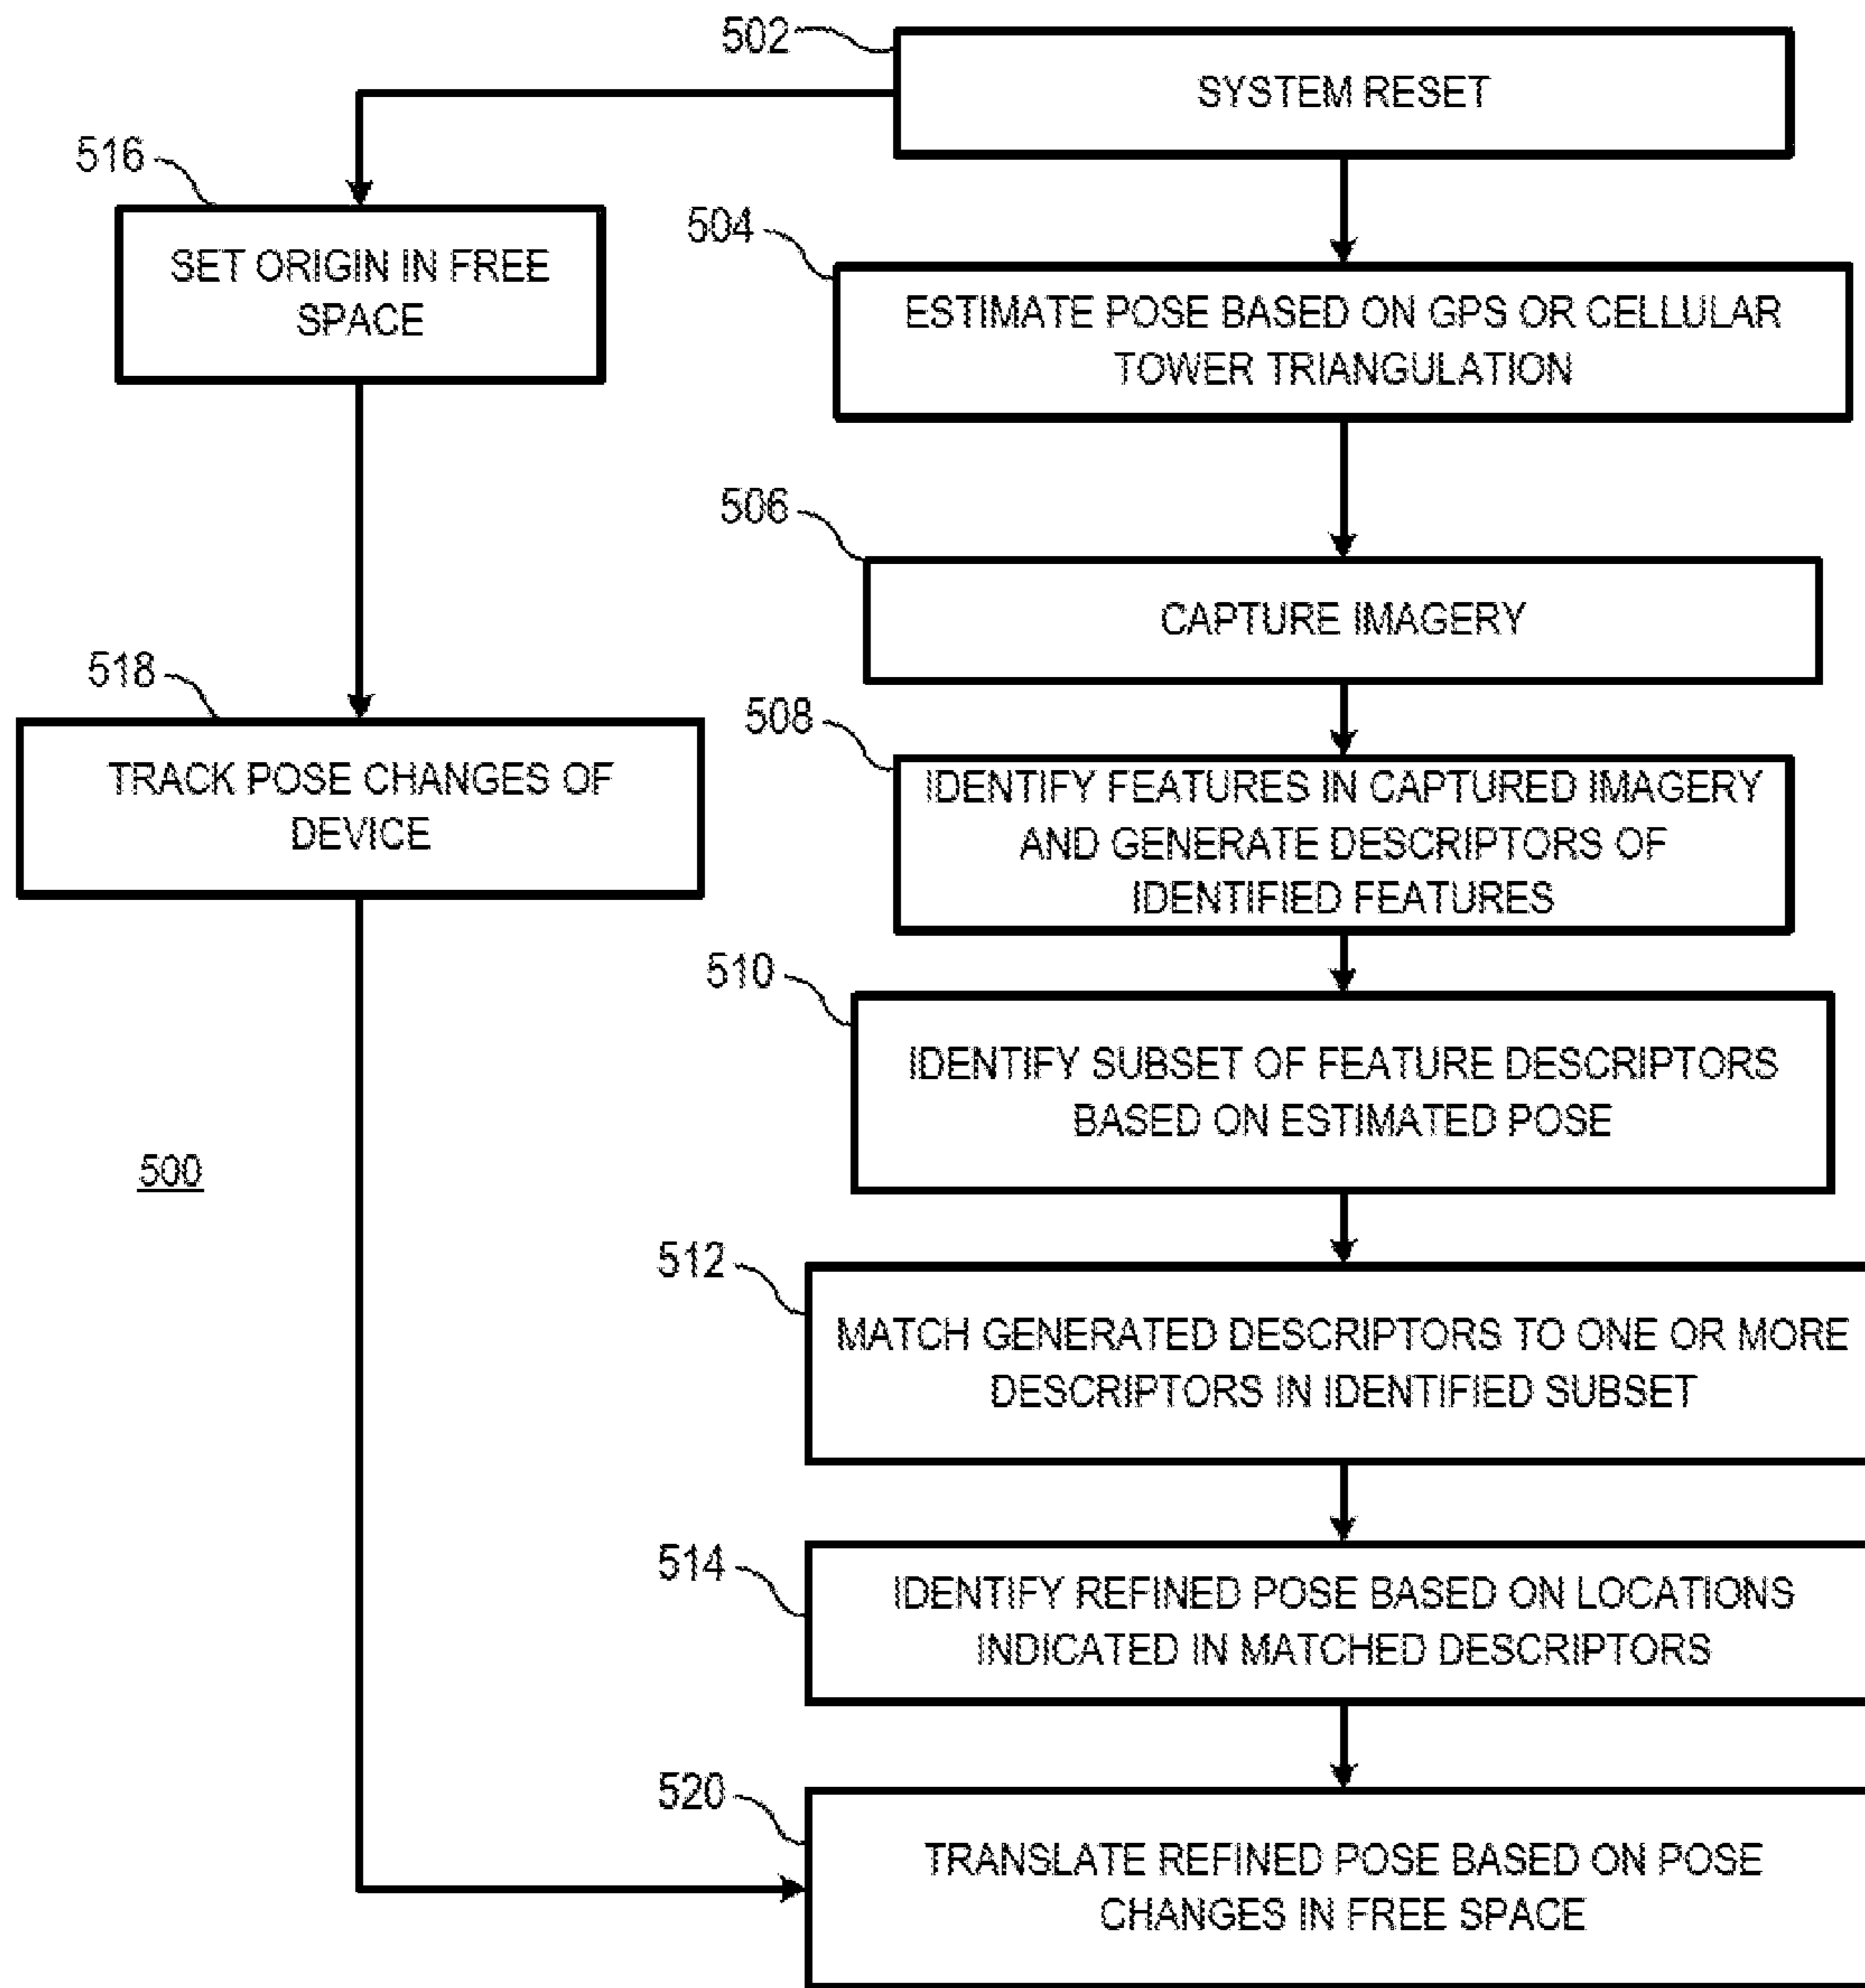 502
SYSTEM RESET
516
SET ORIGIN IN FREE
SPACE
504
ESTIMATE POSE BASED ON GPS OR CELLULAR
TOWER TRIANGULATION
506
CAPTURE IMAGERY
518
TRACK POSE CHANGES OF
DEVICE
508
IDENTIFY FEATURES IN CAPTURED IMAGERY
AND GENERATE DESCRIPTORS OF
IDENTIFIED FEATURES
510
IDENTIFY SUBSET OF FEATURE DESCRIPTORS
BASED ON ESTIMATED POSE
500
512
MATCH GENERATED DESCRIPTORS TO ONE OR MORE
DESCRIPTORS IN IDENTIFIED SUBSET
514
IDENTIFY REFINED POSE BASED ON LOCATIONS
INDICATED IN MATCHED DESCRIPTORS
520
TRANSLATE REFINED POSE BASED ON POSE
CHANGES IN FREE SPACE